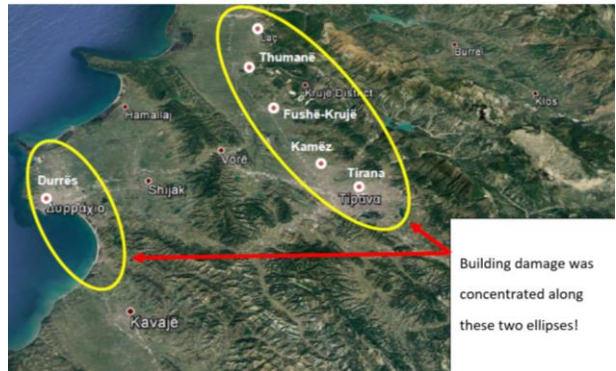 Laç
Thumanë
Burrel
Krujë District
Klos
Hamallaj
Fushë-Krujë
Vorë
Kamëz
Durrës
Δυρράχιο
Shijak
Tirana
Τίρανα
Building damage was
concentrated along
these two ellipses!
Kavajë